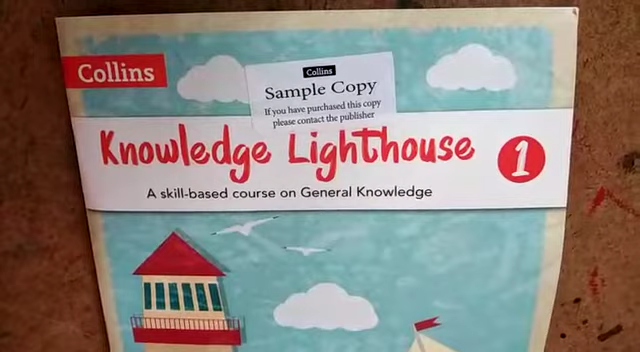 Collins
Collins
Sample Copy
If you have purchased this copy
please contact the publisher
Knowledge Lighthouse 1
A skill-based course on General Knowledge